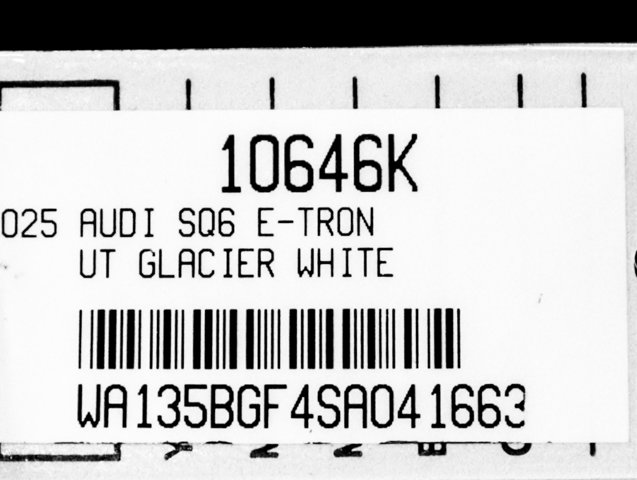 10646K
025 AUDI SQ6 E-TRON
UT GLACIER WHITE
WA135BGF4SA041663